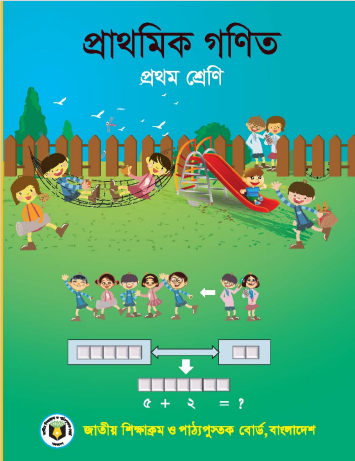 প্রাথমিক গণিত
প্রথম শ্রেণি
৫ + ২ = ?
জাতীয় শিক্ষাক্রম ও পাঠ্যপুস্তক বোর্ড, বাংলাদেশ